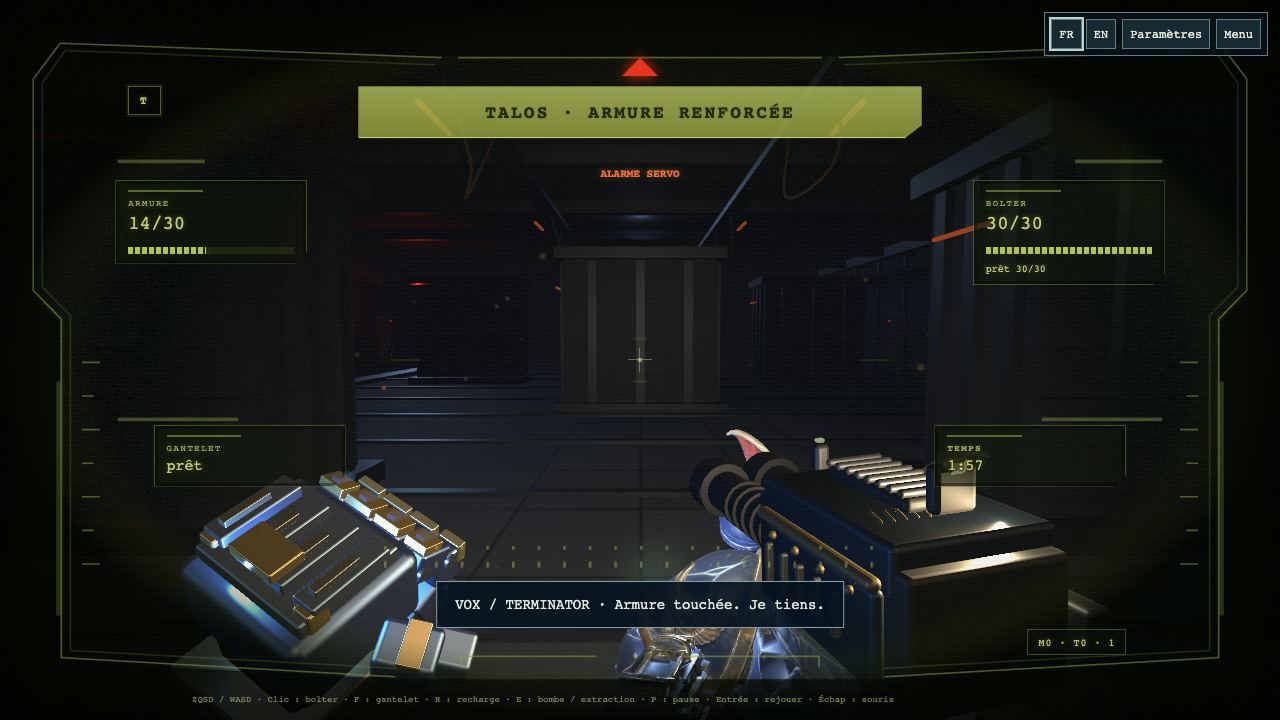 FR EN Paramètres Menu
T
TALOS · ARMURE RENFORCÉE
ALARME SERVO
ARMURE
14/30
BOLTER
30/30
prêt 30/30
GANTELET
prêt
TEMPS
1:57
VOX / TERMINATOR · Armure touchée. Je tiens.
M0 · T0 · 1
ZQSD / WASD · Clic : bolter · F : gantelet · R : recharge · E : bombe / extraction · P : pause · Entrée : rejouer · Échap : souris